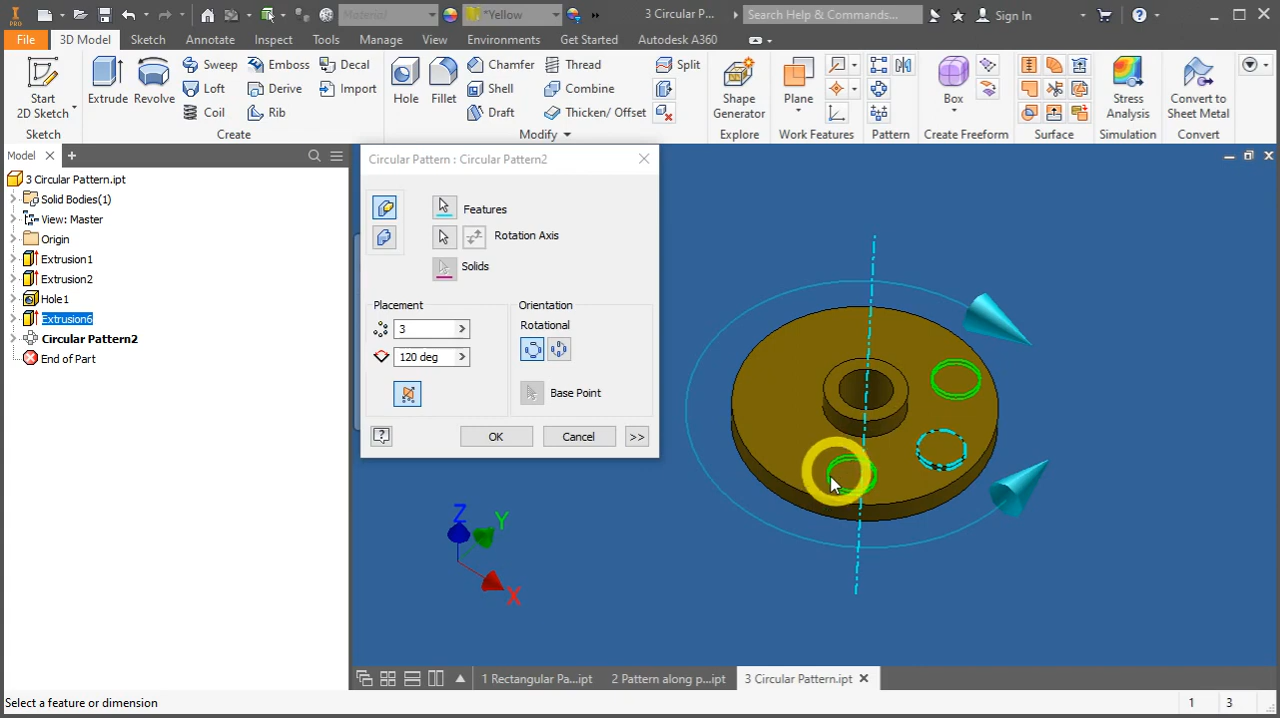 PRO
Material
*Yellow
3 Circular P...
Search Help & Commands...
Sign In
File
3D Model
Sketch
Annotate
Inspect
Tools
Manage
View
Environments
Get Started
Autodesk A360
Start
2D Sketch
Extrude
Revolve
Sweep
Loft
Coil
Emboss
Derive
Rib
Decal
Import
Hole
Fillet
Chamfer
Shell
Draft
Thread
Combine
Thicken/ Offset
Split
Shape
Generator
Plane
Box
Stress
Analysis
Convert to
Sheet Metal
Sketch
Create
Modify
Explore
Work Features
Pattern
Create Freeform
Surface
Simulation
Convert
Model
3 Circular Pattern.ipt
Solid Bodies(1)
View: Master
Origin
Extrusion1
Extrusion2
Hole1
Extrusion6
Circular Pattern2
End of Part
Circular Pattern : Circular Pattern2
Features
Rotation Axis
Solids
Placement
3
120 deg
Orientation
Rotational
Base Point
OK
Cancel
>>
Z
Y
X
1 Rectangular Pa...ipt
2 Pattern along p...ipt
3 Circular Pattern.ipt
Select a feature or dimension
1
3